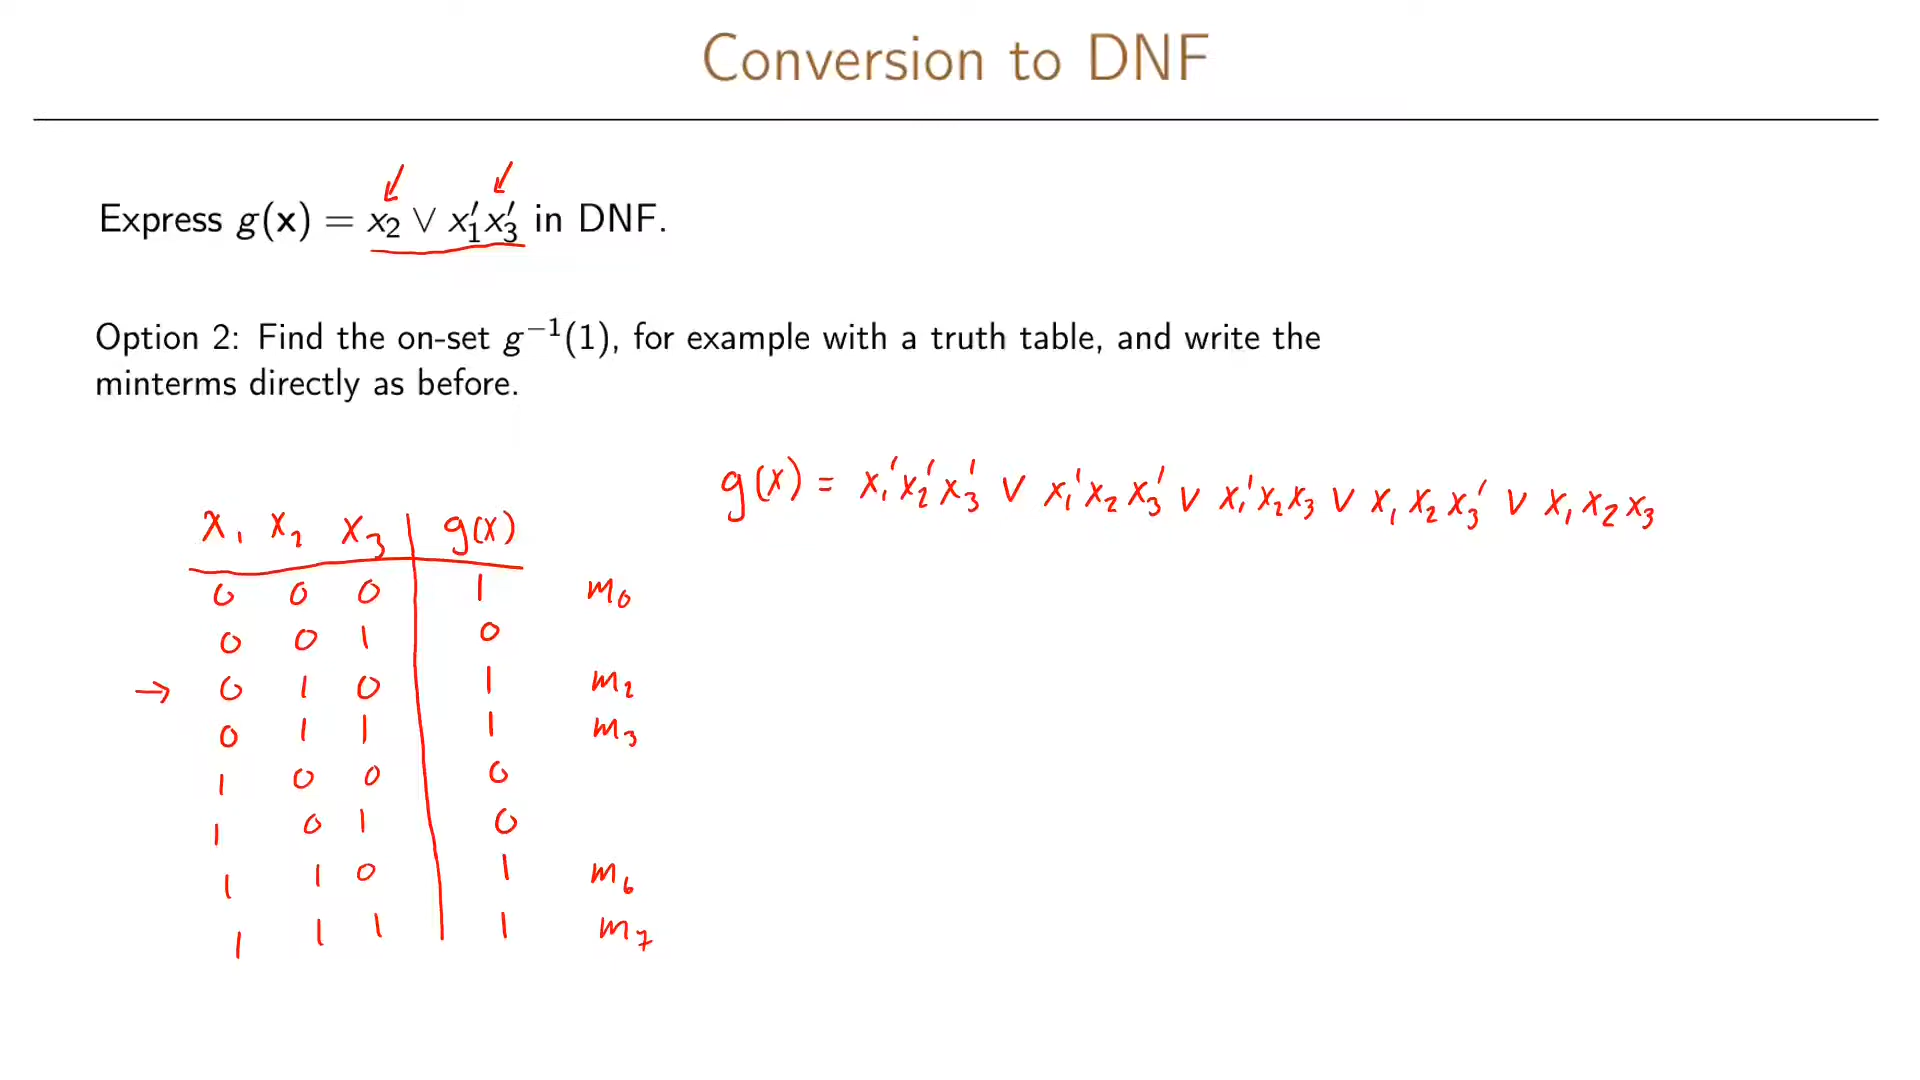 Conversion to DNF
Express g(x) = x₂ ∨ x₁′x₃′ in DNF.
Option 2: Find the on-set g⁻¹(1), for example with a truth table, and write the
minterms directly as before.
g(x) = x₁′x₂′x₃′ ∨ x₁′x₂x₃′ ∨ x₁′x₂x₃ ∨ x₁x₂x₃′ ∨ x₁x₂x₃
x₁ x₂ x₃ | g(x)
0 0 0 | 1 m₀
0 0 1 | 0
→ 0 1 0 | 1 m₂
0 1 1 | 1 m₃
1 0 0 | 0
1 0 1 | 0
1 1 0 | 1 m₆
1 1 1 | 1 m₇